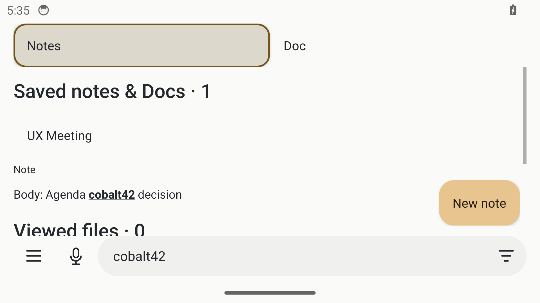 5:35
Notes
Doc
Saved notes & Docs · 1
UX Meeting
Note
Body: Agenda cobalt42 decision
New note
Viewed files · 0
cobalt42